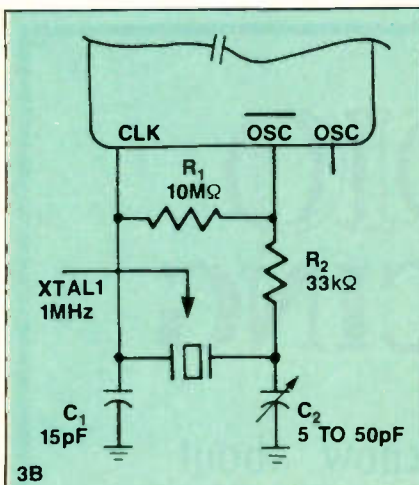 CLK
OSC
OSC
R1
10MΩ
R2
33kΩ
XTAL1
1MHz
C1
15pF
C2
5 TO 50pF
3B